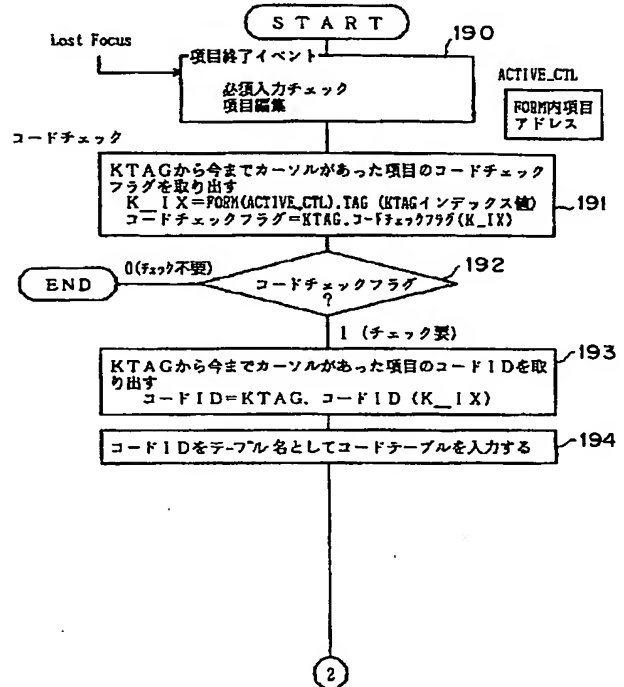 START
190
Lost Focus
項目終了イベント
必須入力チェック
項目編集
ACTIVE_CTL
FORM内項目
アドレス
コードチェック
KTAGから今までカーソルがあった項目のコードチェック
フラグを取り出す
K_IX=FORM(ACTIVE_CTL).TAG (KTAGインデックス値)
コードチェックフラグ=KTAG.コードチェックフラグ(K_IX)
191
0(チェック不要)
192
END
コードチェックフラグ
?
1 (チェック要)
193
KTAGから今までカーソルがあった項目のコードIDを取
り出す
コードID=KTAG. コードID (K_IX)
コードIDをテーブル名としてコードテーブルを入力する
194
2